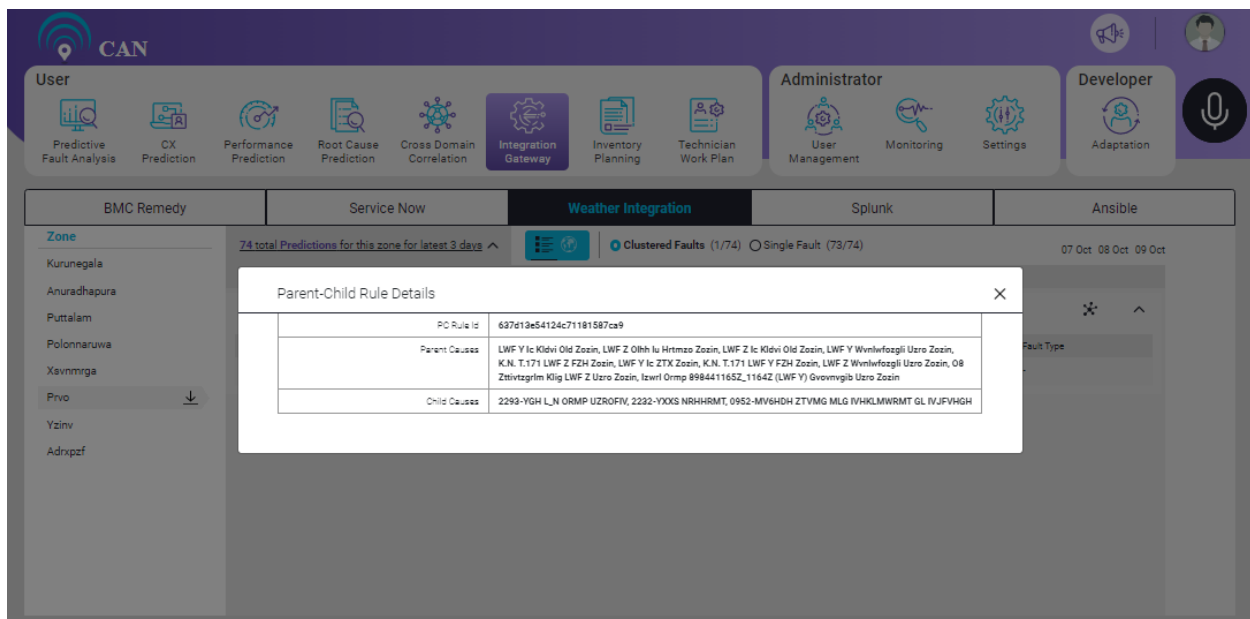 CAN
User
Administrator
Developer
Predictive Fault Analysis
CX Prediction
Performance Prediction
Root Cause Prediction
Cross Domain Correlation
Integration Gateway
Inventory Planning
Technician Work Plan
User Management
Monitoring
Settings
Adaptation
BMC Remedy
Service Now
Weather Integration
Splunk
Ansible
Zone
74 total Predictions for this zone for latest 3 days
Clustered Faults (1/74)
Single Fault (73/74)
07 Oct 08 Oct 09 Oct
Kurunegala
Anuradhapura
Puttalam
Polonnaruwa
Xavnmrga
Prvo
Yzinv
Adrxpzf
Parent-Child Rule Details
PC Rule Id
637d13e54124c71181587ca9
Parent Causes
LWF Y Ic Kldvi Old Zozin, LWF Z Olhh lu Hrtmzo Zozin, LWF Z Ic Kldvi Old Zozin, LWF Y Wvnlwfozgli Uzro Zozin,
K.N. T.171 LWF Z FZH Zozin, LWF Y Ic ZTX Zozin, K.N. T.171 LWF Y FZH Zozin, LWF Z Wvnlwfozgli Uzro Zozin, O8
Zttivtzgrlm Klig LWF Z Uzro Zozin, Izwrl Ormp 898441165Z_1164Z (LWF Y) Gvovnvgib Uzro Zozin
Child Causes
2293-YGH L_N ORMP UZROFIV, 2232-YXXS NRHHRMT, 0952-MV6HDH ZTVMG MLG IVHKLMWRMT GL IVJFVHGH
Fault Type